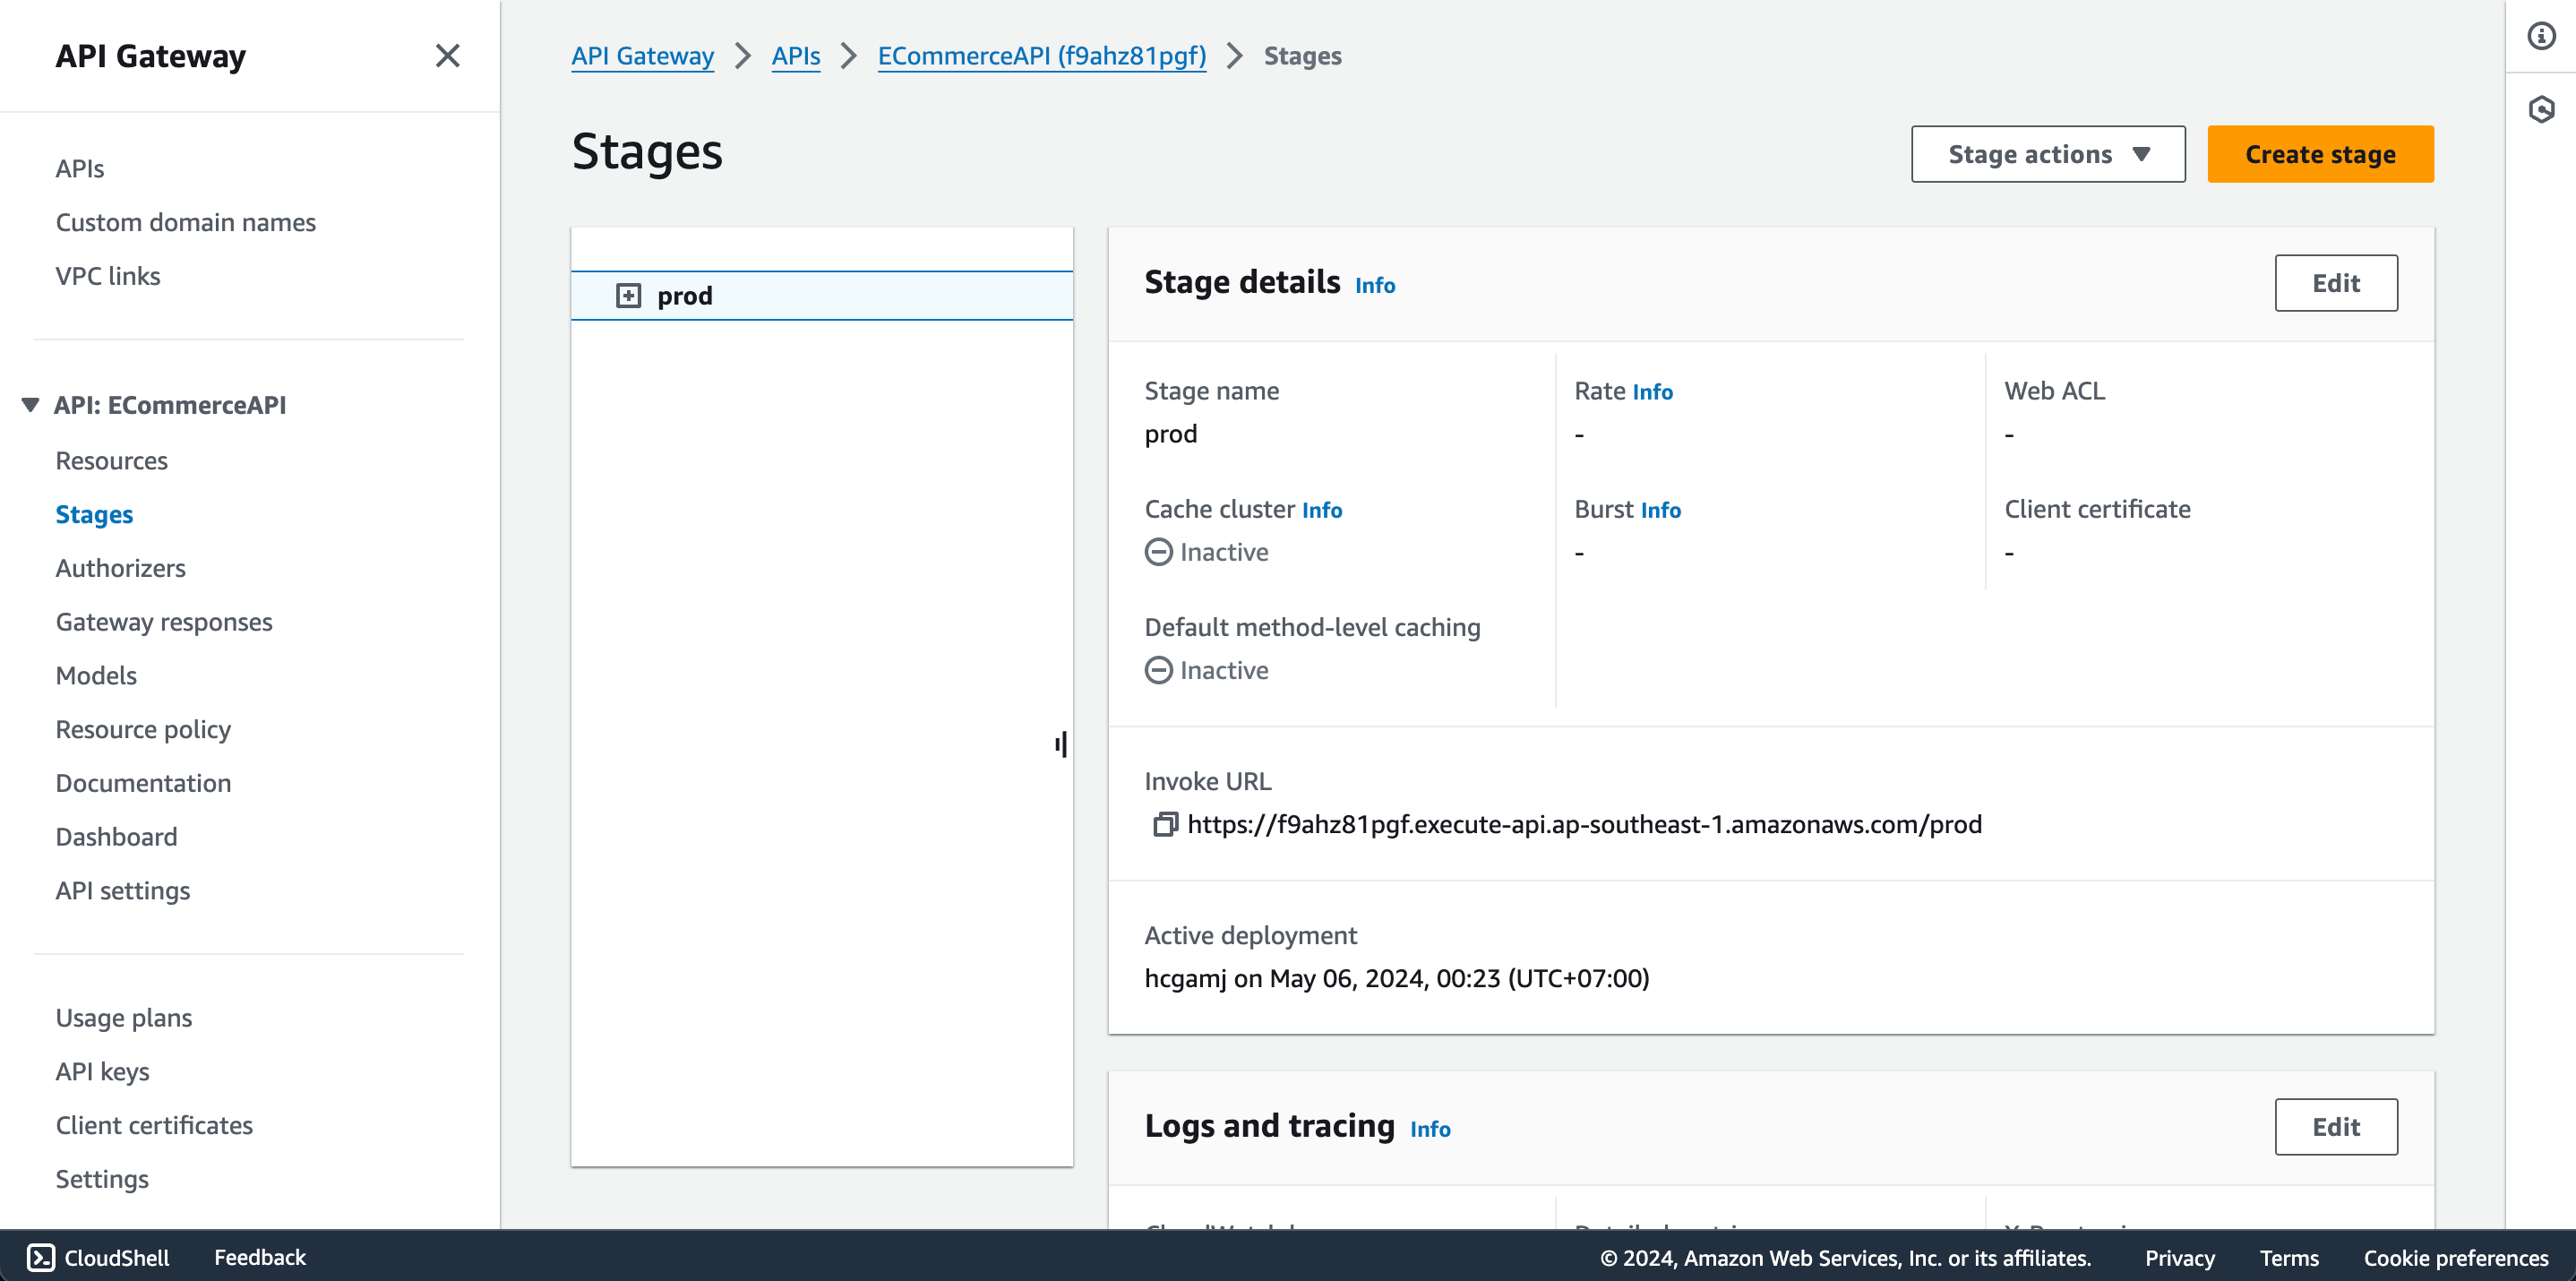 API Gateway
APIs
Custom domain names
VPC links
API: ECommerceAPI
Resources
Stages
Authorizers
Gateway responses
Models
Resource policy
Documentation
Dashboard
API settings
Usage plans
API keys
Client certificates
Settings
API Gateway > APIs > ECommerceAPI (f9ahz81pgf) > Stages
Stages
Stage actions
Create stage
prod
Stage details Info
Edit
Stage name
prod
Rate Info
-
Web ACL
-
Cache cluster Info
Inactive
Burst Info
-
Client certificate
-
Default method-level caching
Inactive
Invoke URL
https://f9ahz81pgf.execute-api.ap-southeast-1.amazonaws.com/prod
Active deployment
hcgamj on May 06, 2024, 00:23 (UTC+07:00)
Logs and tracing Info
Edit
CloudShell
Feedback
© 2024, Amazon Web Services, Inc. or its affiliates.
Privacy
Terms
Cookie preferences